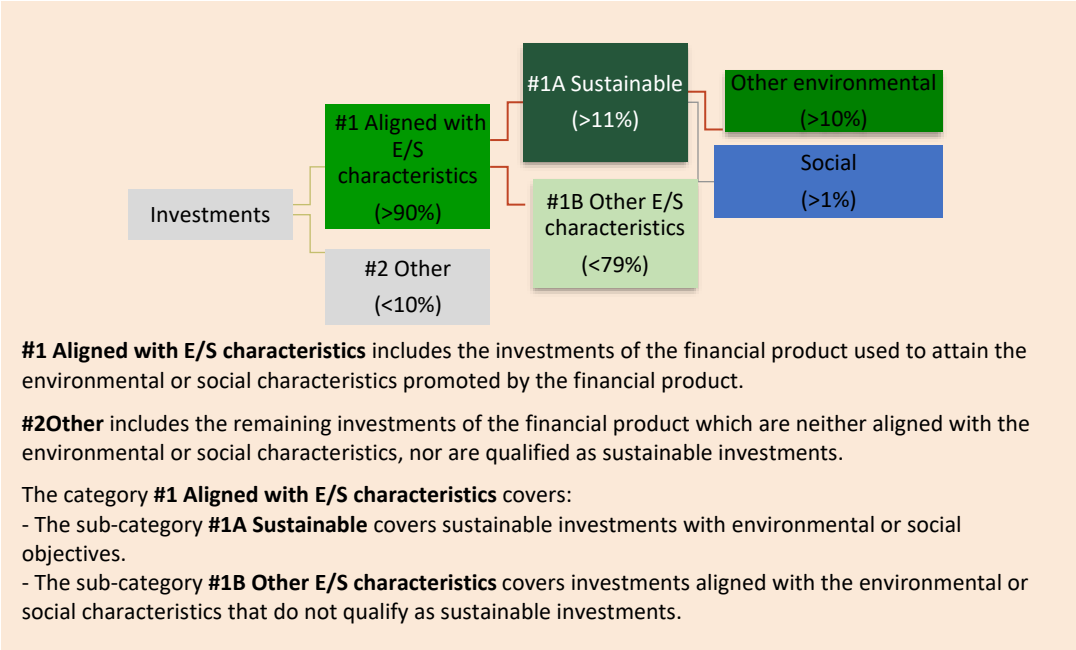 Investments
#1 Aligned with
E/S
characteristics
(>90%)
#2 Other
(<10%)
#1A Sustainable
(>11%)
#1B Other E/S
characteristics
(<79%)
Other environmental
(>10%)
Social
(>1%)
#1 Aligned with E/S characteristics includes the investments of the financial product used to attain the
environmental or social characteristics promoted by the financial product.
#2Other includes the remaining investments of the financial product which are neither aligned with the
environmental or social characteristics, nor are qualified as sustainable investments.
The category #1 Aligned with E/S characteristics covers:
- The sub-category #1A Sustainable covers sustainable investments with environmental or social
objectives.
- The sub-category #1B Other E/S characteristics covers investments aligned with the environmental or
social characteristics that do not qualify as sustainable investments.